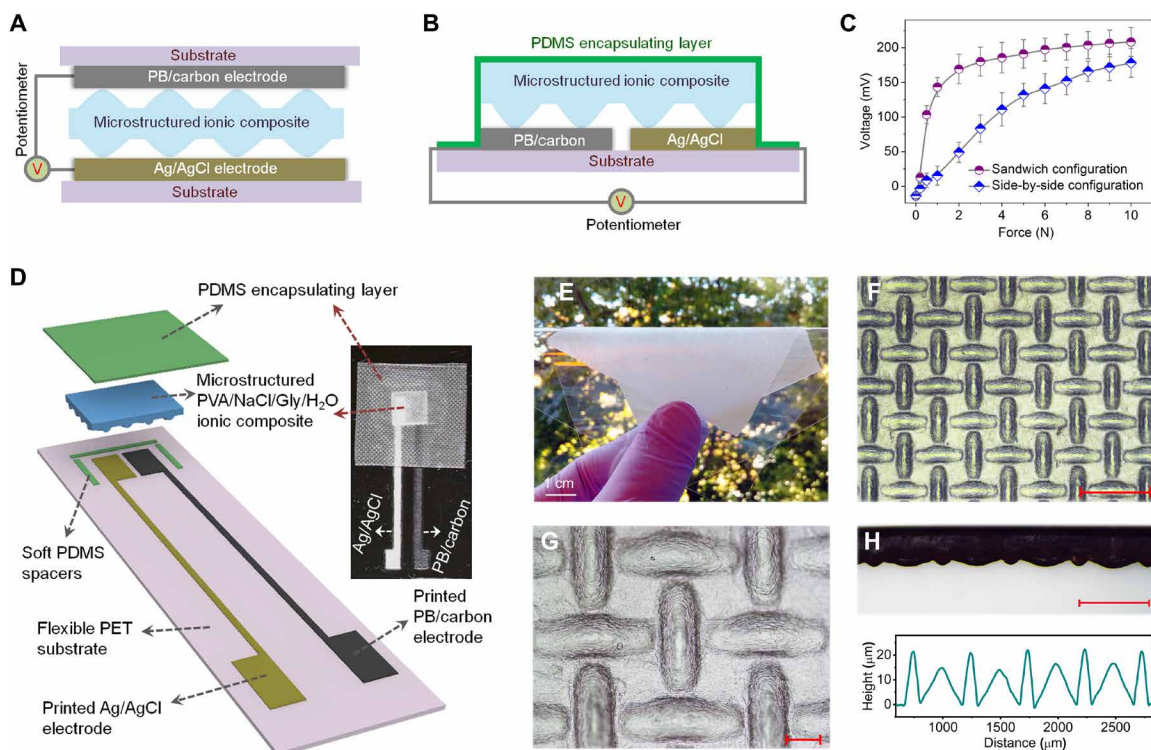 A
Substrate
PB/carbon electrode
Microstructured ionic composite
Ag/AgCl electrode
Substrate
Potentiometer
V
B
PDMS encapsulating layer
Microstructured ionic composite
PB/carbon
Ag/AgCl
Substrate
V
Potentiometer
C
Voltage (mV)
200
150
100
50
0
Sandwich configuration
Side-by-side configuration
0
2
4
6
8
10
Force (N)
D
PDMS encapsulating layer
Microstructured
PVA/NaCl/Gly/H₂O
ionic composite
Soft PDMS
spacers
Flexible PET
substrate
Printed Ag/AgCl
electrode
Ag/AgCl
PB/carbon
Printed
PB/carbon
electrode
E
1 cm
F
G
H
Height (μm)
20
10
0
1000
1500
2000
2500
Distance (μm)